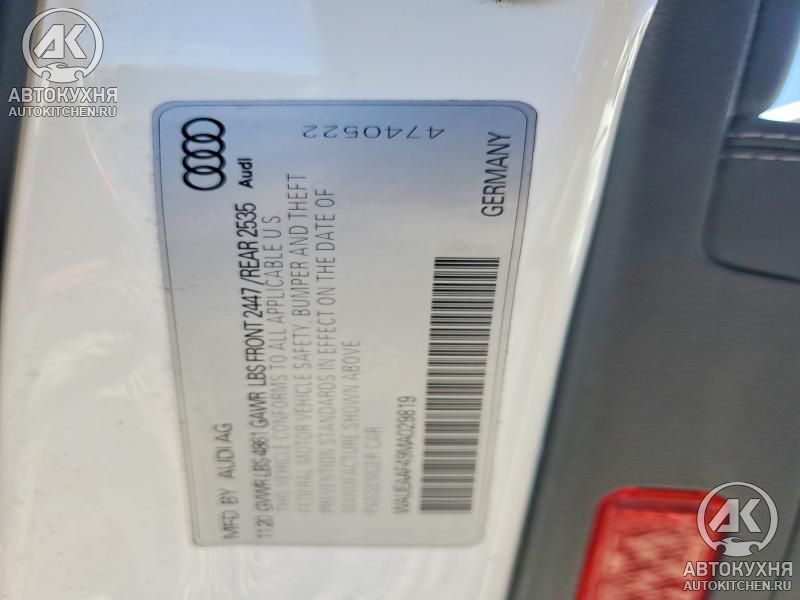 АВТОКУХНЯ
AUTOKITCHEN.RU
MFD BY AUDI AG
11 20 GVWR LBS 4861 GAWR LBS FRONT 2447/REAR 2535
THIS VEHICLE CONFORMS TO ALL APPLICABLE U.S.
FEDERAL MOTOR VEHICLE SAFETY, BUMPER AND THEFT
PREVENTION STANDARDS IN EFFECT ON THE DATE OF
MANUFACTURE SHOWN ABOVE
PASSENGER CAR
WAUEAAF49MA029819
GERMANY
Audi
4740522
АВТОКУХНЯ
AUTOKITCHEN.RU